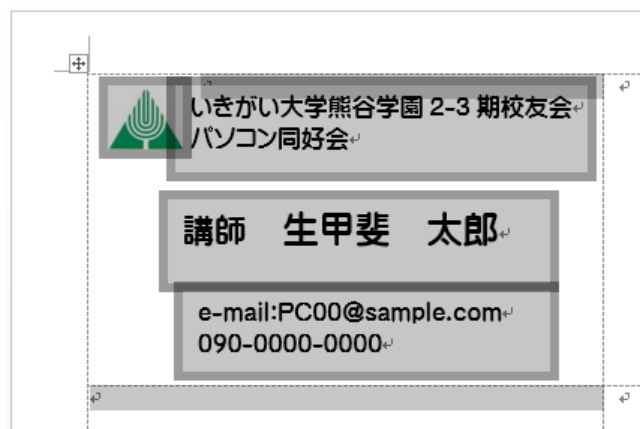 いきがい大学熊谷学園 2-3 期校友会
パソコン同好会
講師　生甲斐　太郎
e-mail:PC00@sample.com
090-0000-0000